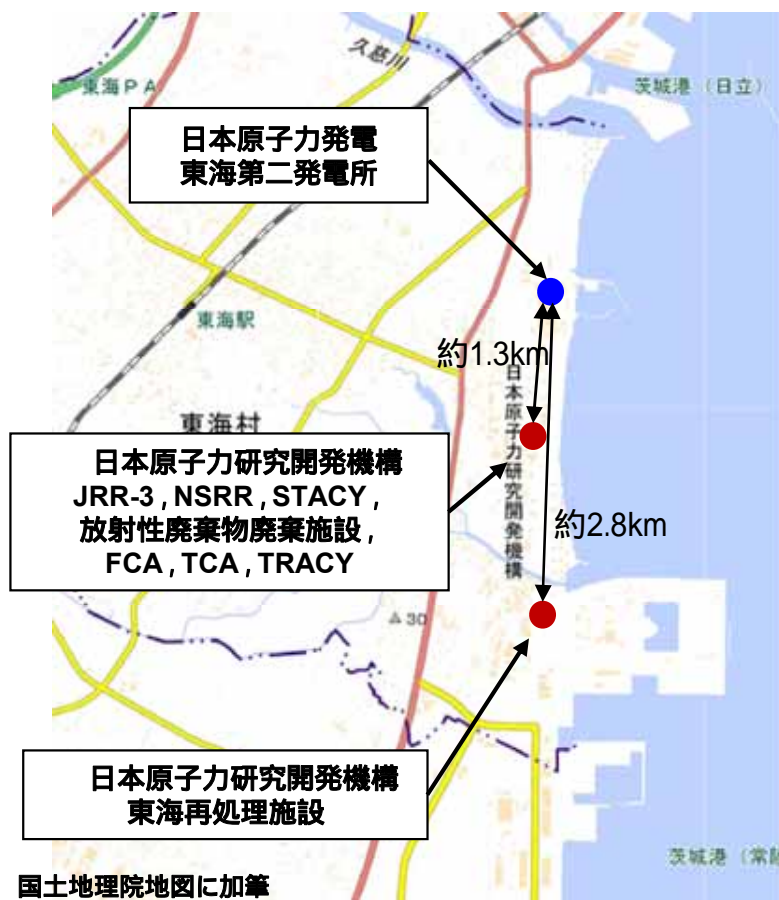 久慈川
東海PA
茨城港(日立)
日本原子力発電
東海第二発電所
東海駅
約1.3km
日本原子力研究開発機構
東海村
日本原子力研究開発機構
JRR-3 , NSRR , STACY ,
放射性廃棄物廃棄施設 ,
FCA , TCA , TRACY
約2.8km
30
日本原子力研究開発機構
東海再処理施設
茨城港(常陸
国土地理院地図に加筆